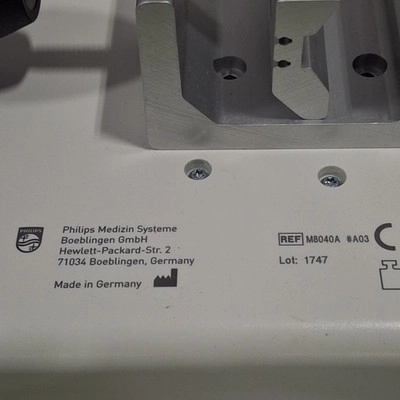 PHILIPS
Philips Medizin Systeme
Boeblingen GmbH
Hewlett-Packard-Str. 2
71034 Boeblingen, Germany
Made in Germany
REF M8040A #A03
Lot: 1747